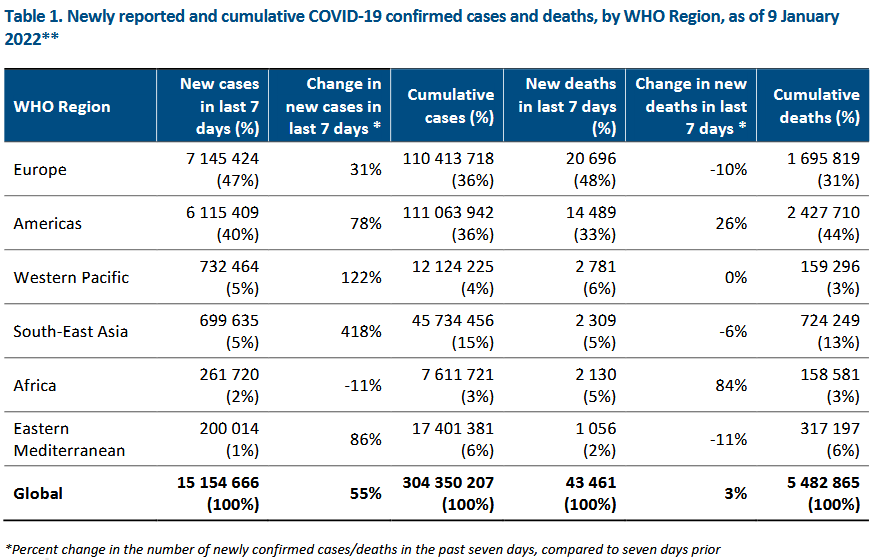 Table 1. Newly reported and cumulative COVID-19 confirmed cases and deaths, by WHO Region, as of 9 January
2022**
WHO Region
New cases
in last 7
days (%)
Change in
new cases in
last 7 days *
Cumulative
cases (%)
New deaths
in last 7 days
(%)
Change in new
deaths in last
7 days *
Cumulative
deaths (%)
Europe
7 145 424
(47%)
31%
110 413 718
(36%)
20 696
(48%)
-10%
1 695 819
(31%)
Americas
6 115 409
(40%)
78%
111 063 942
(36%)
14 489
(33%)
26%
2 427 710
(44%)
Western Pacific
732 464
(5%)
122%
12 124 225
(4%)
2 781
(6%)
0%
159 296
(3%)
South-East Asia
699 635
(5%)
418%
45 734 456
(15%)
2 309
(5%)
-6%
724 249
(13%)
Africa
261 720
(2%)
-11%
7 611 721
(3%)
2 130
(5%)
84%
158 581
(3%)
Eastern
Mediterranean
200 014
(1%)
86%
17 401 381
(6%)
1 056
(2%)
-11%
317 197
(6%)
Global
15 154 666
(100%)
55%
304 350 207
(100%)
43 461
(100%)
3%
5 482 865
(100%)
*Percent change in the number of newly confirmed cases/deaths in the past seven days, compared to seven days prior